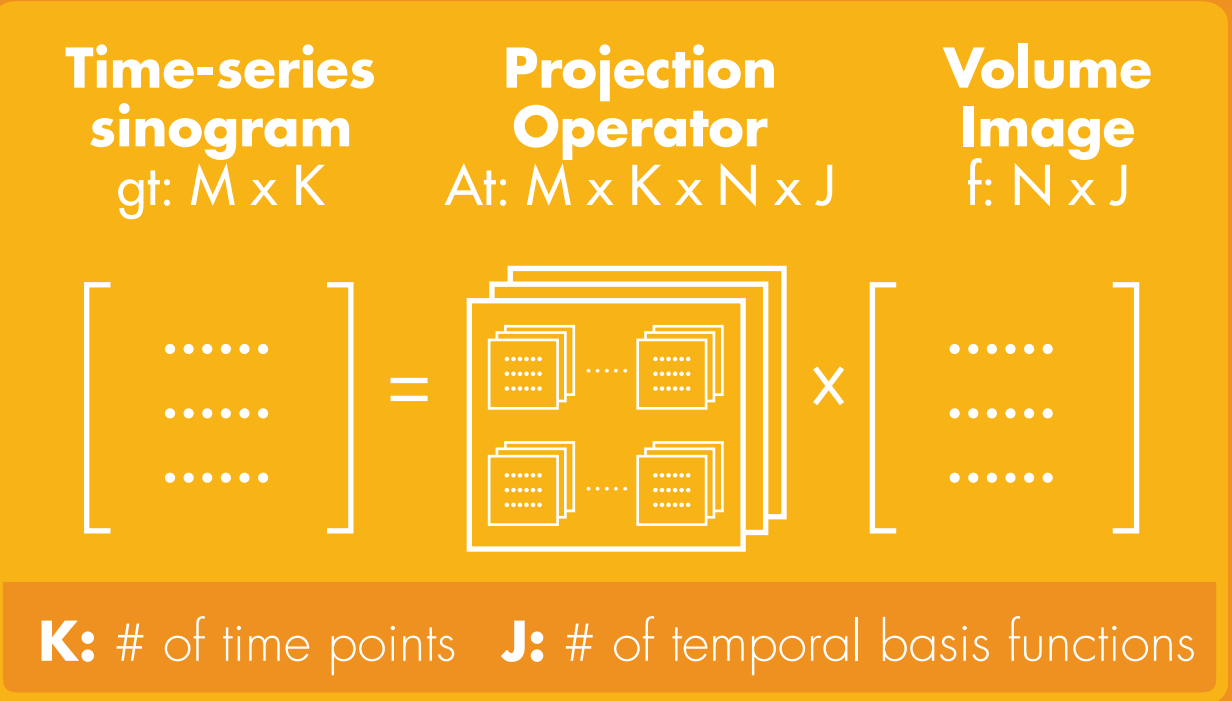 Time-series
sinogram
gt: M x K
Projection
Operator
At: M x K x N x J
Volume
Image
f: N x J
= x
K: # of time points J: # of temporal basis functions